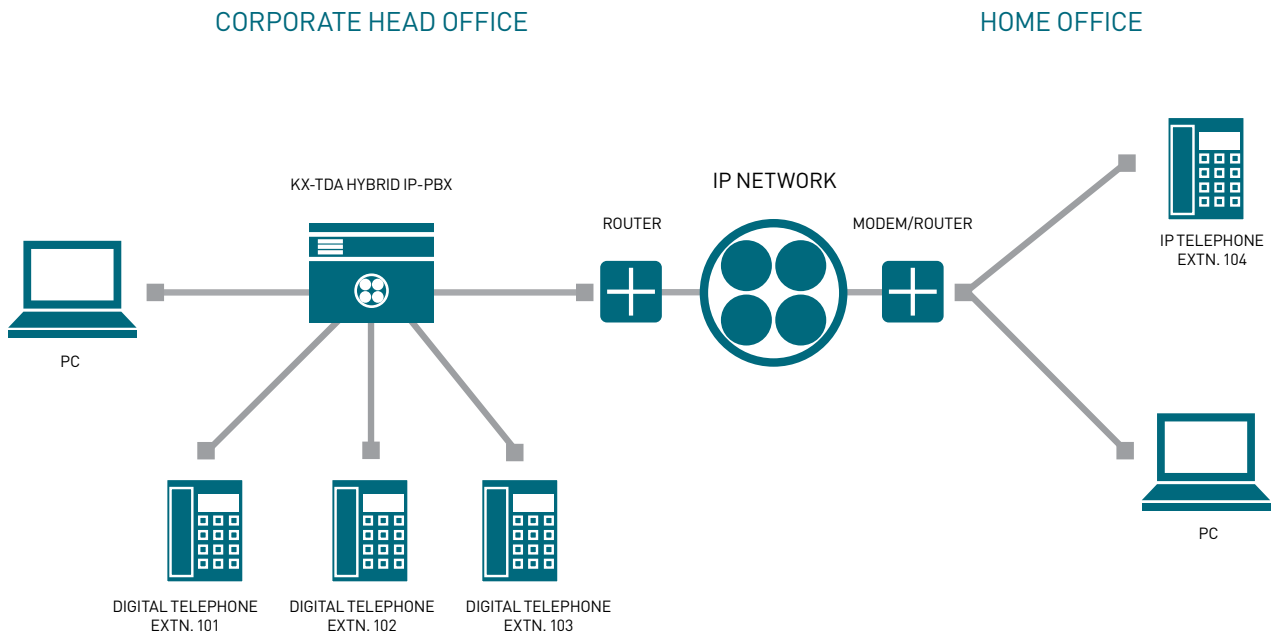 CORPORATE HEAD OFFICE
HOME OFFICE
KX-TDA HYBRID IP-PBX
IP NETWORK
ROUTER
MODEM/ROUTER
IP TELEPHONE
EXTN. 104
PC
PC
DIGITAL TELEPHONE
EXTN. 101
DIGITAL TELEPHONE
EXTN. 102
DIGITAL TELEPHONE
EXTN. 103